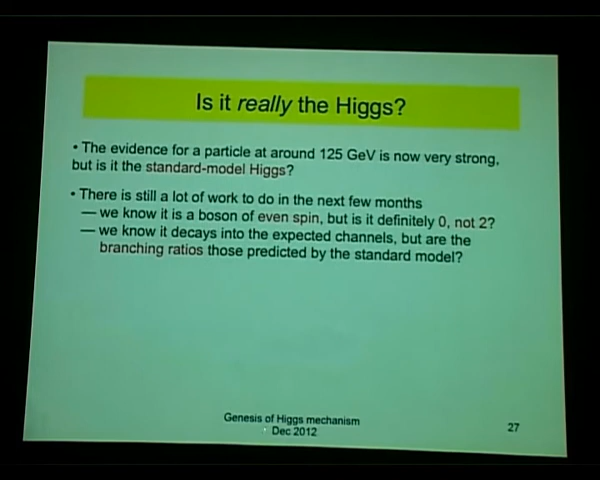 Is it really the Higgs?
• The evidence for a particle at around 125 GeV is now very strong,
but is it the standard-model Higgs?
• There is still a lot of work to do in the next few months
— we know it is a boson of even spin, but is it definitely 0, not 2?
— we know it decays into the expected channels, but are the
branching ratios those predicted by the standard model?
Genesis of Higgs mechanism
Dec 2012
27